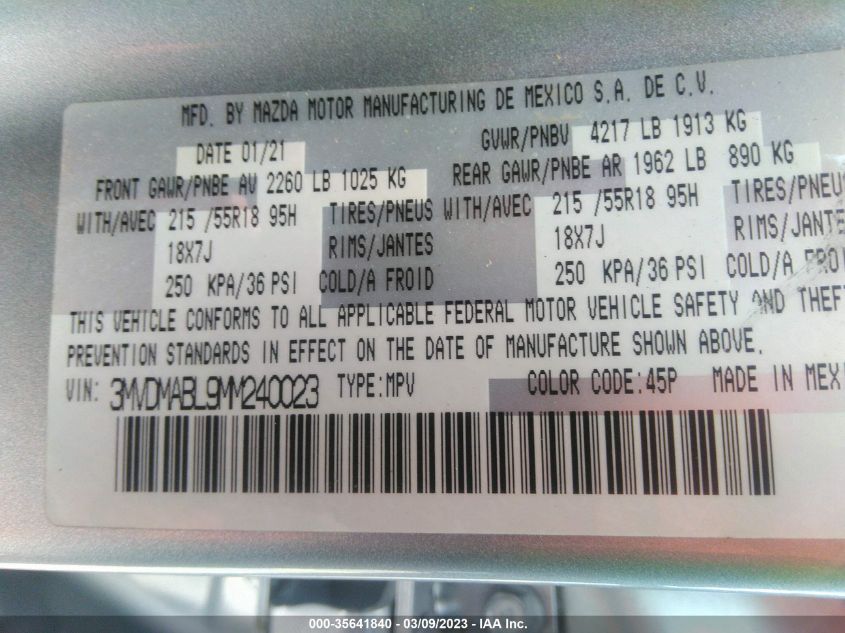 MFD. BY MAZDA MOTOR MANUFACTURING DE MEXICO S.A. DE C.V.
DATE 01/21 GVWR/PNBV 4217 LB 1913 KG
FRONT GAWR/PNBE AV 2260 LB 1025 KG REAR GAWR/PNBE AR 1962 LB 890 KG
WITH/AVEC 215 /55R18 95H TIRES/PNEUS WITH/AVEC 215 /55R18 95H TIRES/PNEU
18X7J RIMS/JANTES 18X7J RIMS/JANTE
250 KPA/36 PSI COLD/A FROID 250 KPA/36 PSI COLD/A FROI
THIS VEHICLE CONFORMS TO ALL APPLICABLE FEDERAL MOTOR VEHICLE SAFETY AND THEFT
PREVENTION STANDARDS IN EFFECT ON THE DATE OF MANUFACTURE SHOWN ABOVE.
VIN: 3MVDMABL9MM240023 TYPE:MPV COLOR CODE:45P MADE IN MEXI
000-35641840 - 03/09/2023 - IAA Inc.